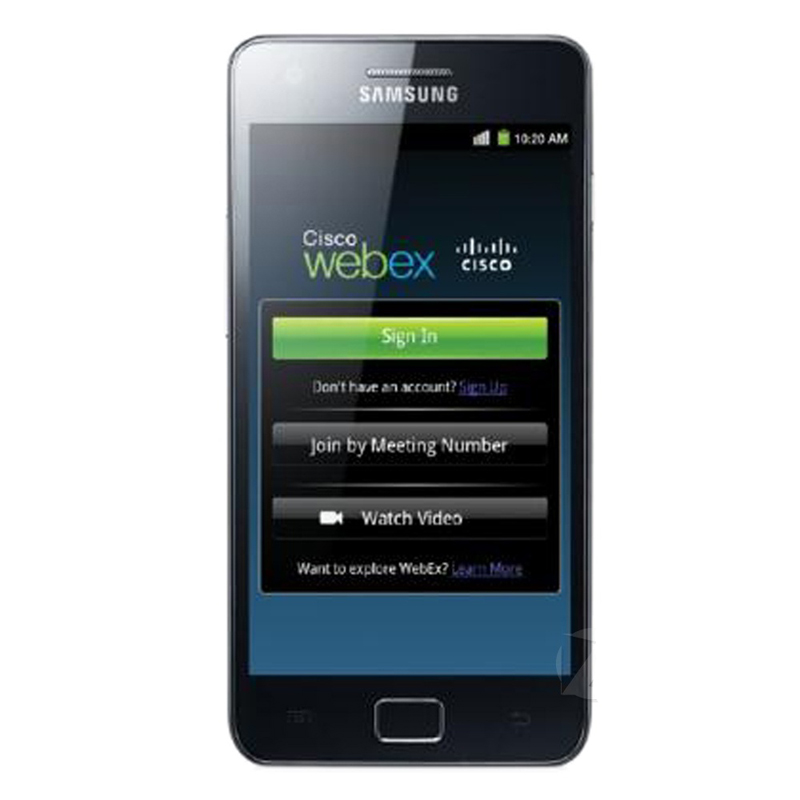 SAMSUNG
10:20 AM
Cisco
webex
CISCO
Sign In
Don't have an account? Sign Up
Join by Meeting Number
Watch Video
Want to explore WebEx? Learn More